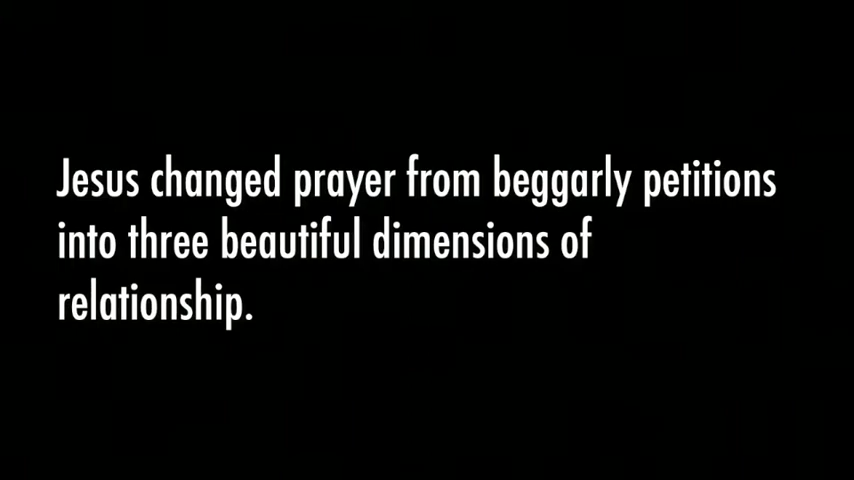 Jesus changed prayer from beggarly petitions
into three beautiful dimensions of
relationship.